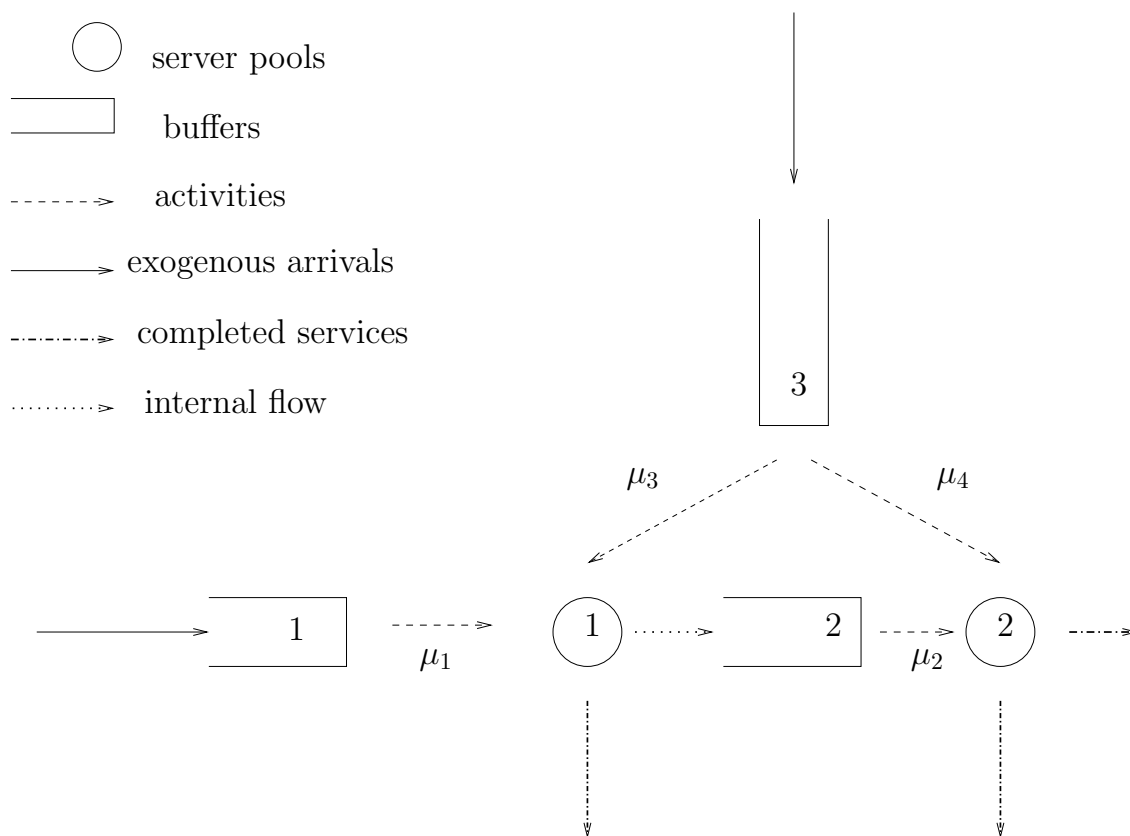 server pools
buffers
activities
exogenous arrivals
completed services
internal flow
3
μ₃ μ₄
1 1 2 2
μ₁ μ₂